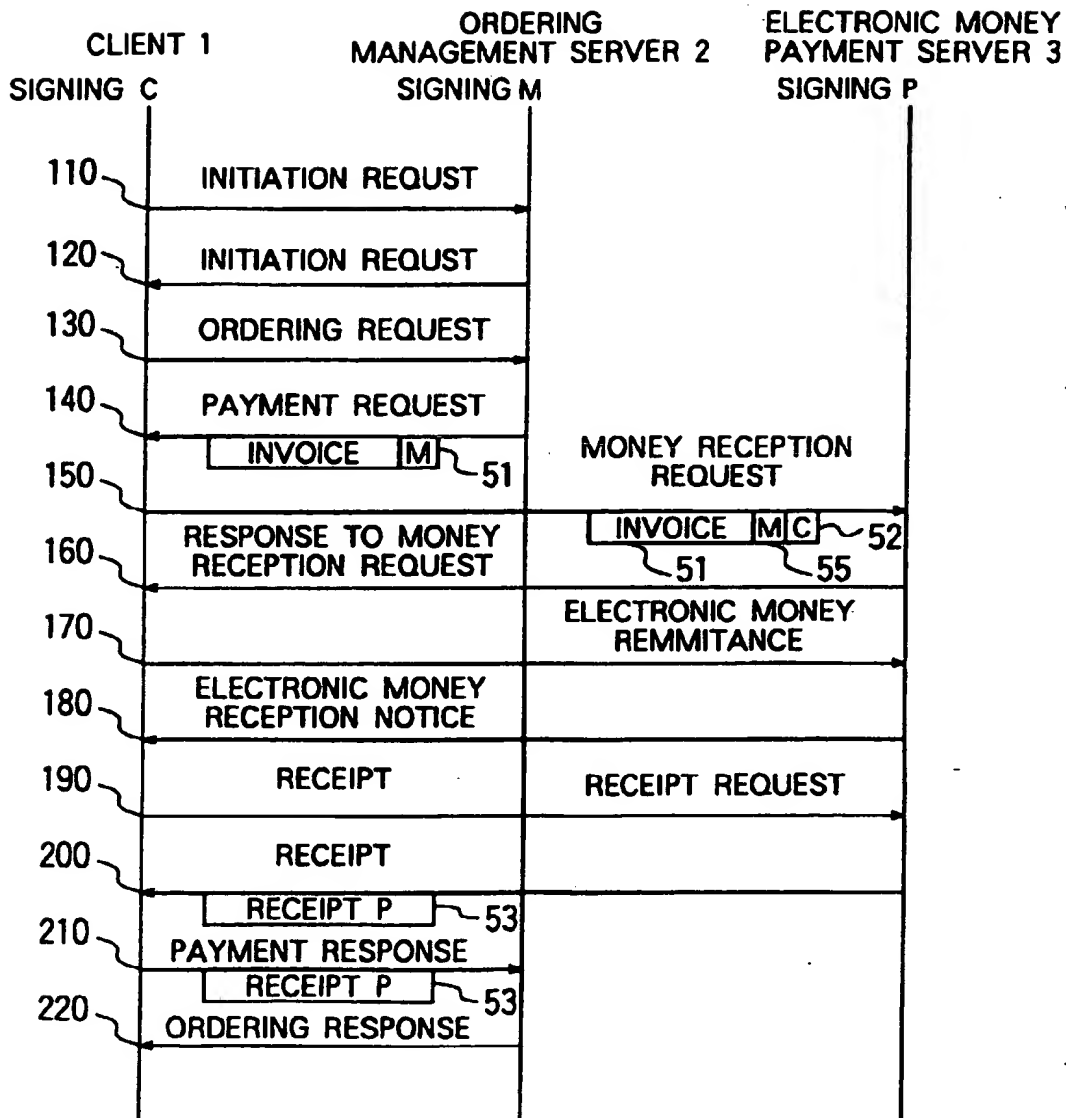 CLIENT 1
ORDERING
MANAGEMENT SERVER 2
ELECTRONIC MONEY
PAYMENT SERVER 3
SIGNING C
SIGNING M
SIGNING P
110
INITIATION REQUST
120
INITIATION REQUST
130
ORDERING REQUEST
140
PAYMENT REQUEST
INVOICE M
51
150
MONEY RECEPTION
REQUEST
INVOICE M C
52
51
55
160
RESPONSE TO MONEY
RECEPTION REQUEST
170
ELECTRONIC MONEY
REMMITANCE
180
ELECTRONIC MONEY
RECEPTION NOTICE
190
RECEIPT
RECEIPT REQUEST
200
RECEIPT
RECEIPT P
53
210
PAYMENT RESPONSE
RECEIPT P
53
220
ORDERING RESPONSE